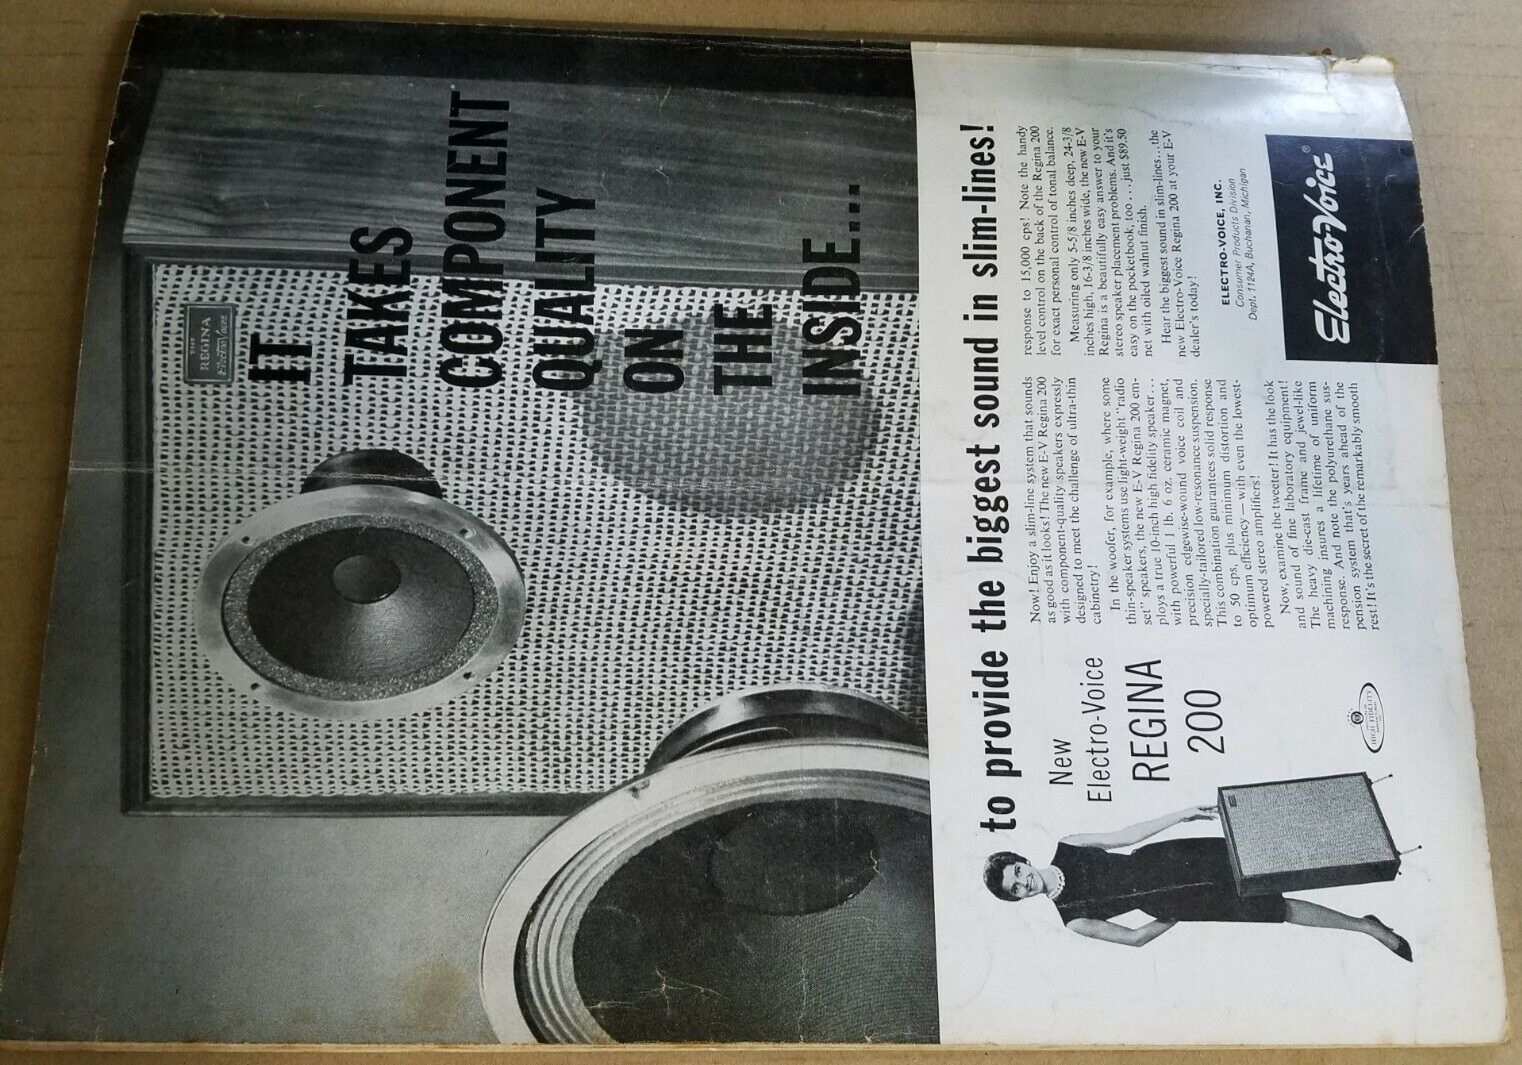 REGINA
Electro-Voice
IT
TAKES
COMPONENT
QUALITY
ON
THE
INSIDE...
to provide the biggest sound in slim-lines!
New
Electro-Voice
REGINA
200
HIGH FIDELITY
Now! Enjoy a slim-line system that sounds
as good as it looks! The new E-V Regina 200
with component-quality speakers expressly
designed to meet the challenge of ultra-thin
cabinetry!
In the woofer, for example, where some
thin-speaker systems use light-weight "radio
set" speakers, the new E-V Regina 200 em-
ploys a true 10-inch high fidelity speaker...
with powerful 1 lb. 6 oz. ceramic magnet,
precision edgewise-wound voice coil and
specially-tailored low-resonance suspension.
This combination guarantees solid response
to 50 cps, plus minimum distortion and
optimum efficiency — with even the lowest-
powered stereo amplifiers!
Now, examine the tweeter! It has the look
and sound of fine laboratory equipment!
The heavy die-cast frame and jewel-like
machining insures a lifetime of uniform
response. And note the polyurethane sus-
pension system that's years ahead of the
rest! It's the secret of the remarkably smooth
response to 15,000 cps! Note the handy
level control on the back of the Regina 200
for exact personal control of tonal balance.
Measuring only 5-5/8 inches deep, 24-3/8
inches high, 16-3/8 inches wide, the new E-V
Regina is a beautifully easy answer to your
stereo speaker placement problems. And it's
easy on the pocketbook, too. . . . just $89.50
net with oiled walnut finish.
Hear the biggest sound in slim-lines...the
new Electro-Voice Regina 200 at your E-V
dealer's today!
ELECTRO-VOICE, INC.
Consumer Products Division
Dept. 1124A, Buchanan, Michigan
Electro-Voice®